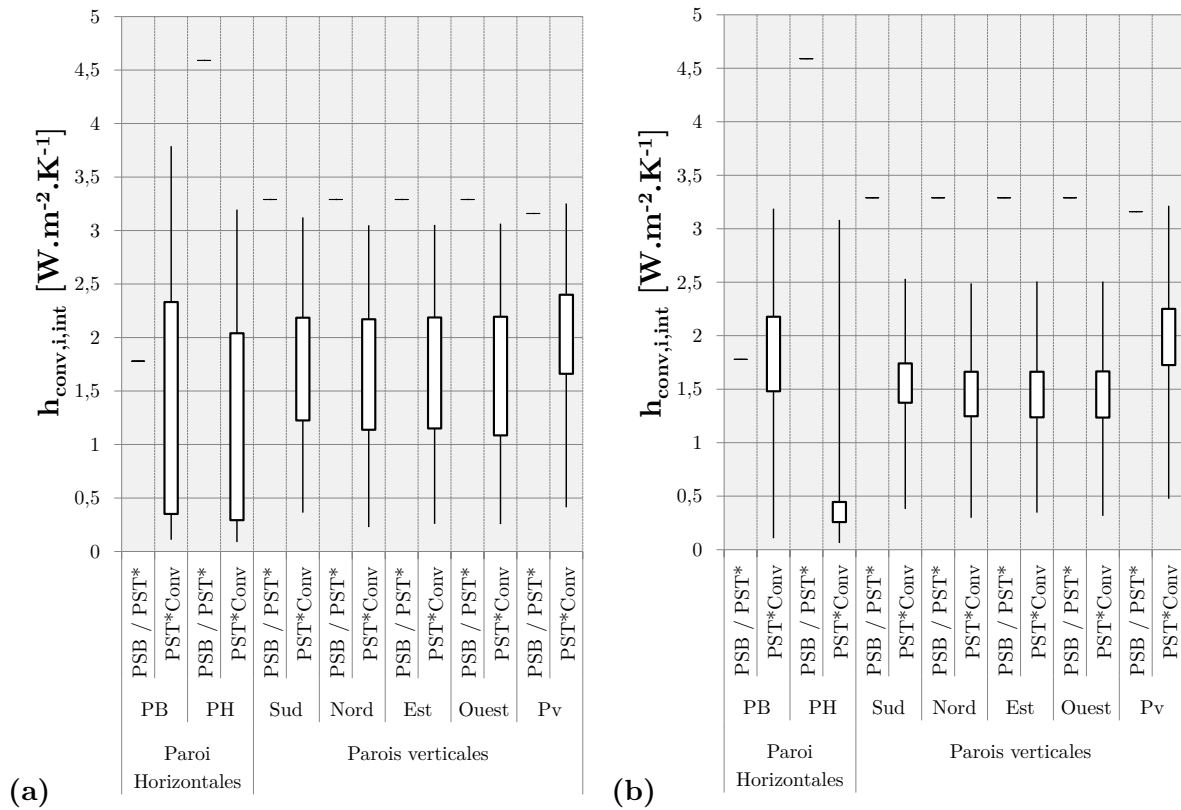 h_conv,i,int [W.m^-2.K^-1]
5
4,5
4
3,5
3
2,5
2
1,5
1
0,5
0
PSB / PST*
PST*Conv
PSB / PST*
PST*Conv
PSB / PST*
PST*Conv
PSB / PST*
PST*Conv
PSB / PST*
PST*Conv
PSB / PST*
PST*Conv
PSB / PST*
PST*Conv
PB PH Sud Nord Est Ouest Pv
Paroi Parois verticales
Horizontales
(a)
h_conv,i,int [W.m^-2.K^-1]
5
4,5
4
3,5
3
2,5
2
1,5
1
0,5
0
PSB / PST*
PST*Conv
PSB / PST*
PST*Conv
PSB / PST*
PST*Conv
PSB / PST*
PST*Conv
PSB / PST*
PST*Conv
PSB / PST*
PST*Conv
PSB / PST*
PST*Conv
PB PH Sud Nord Est Ouest Pv
Paroi Parois verticales
Horizontales
(b)